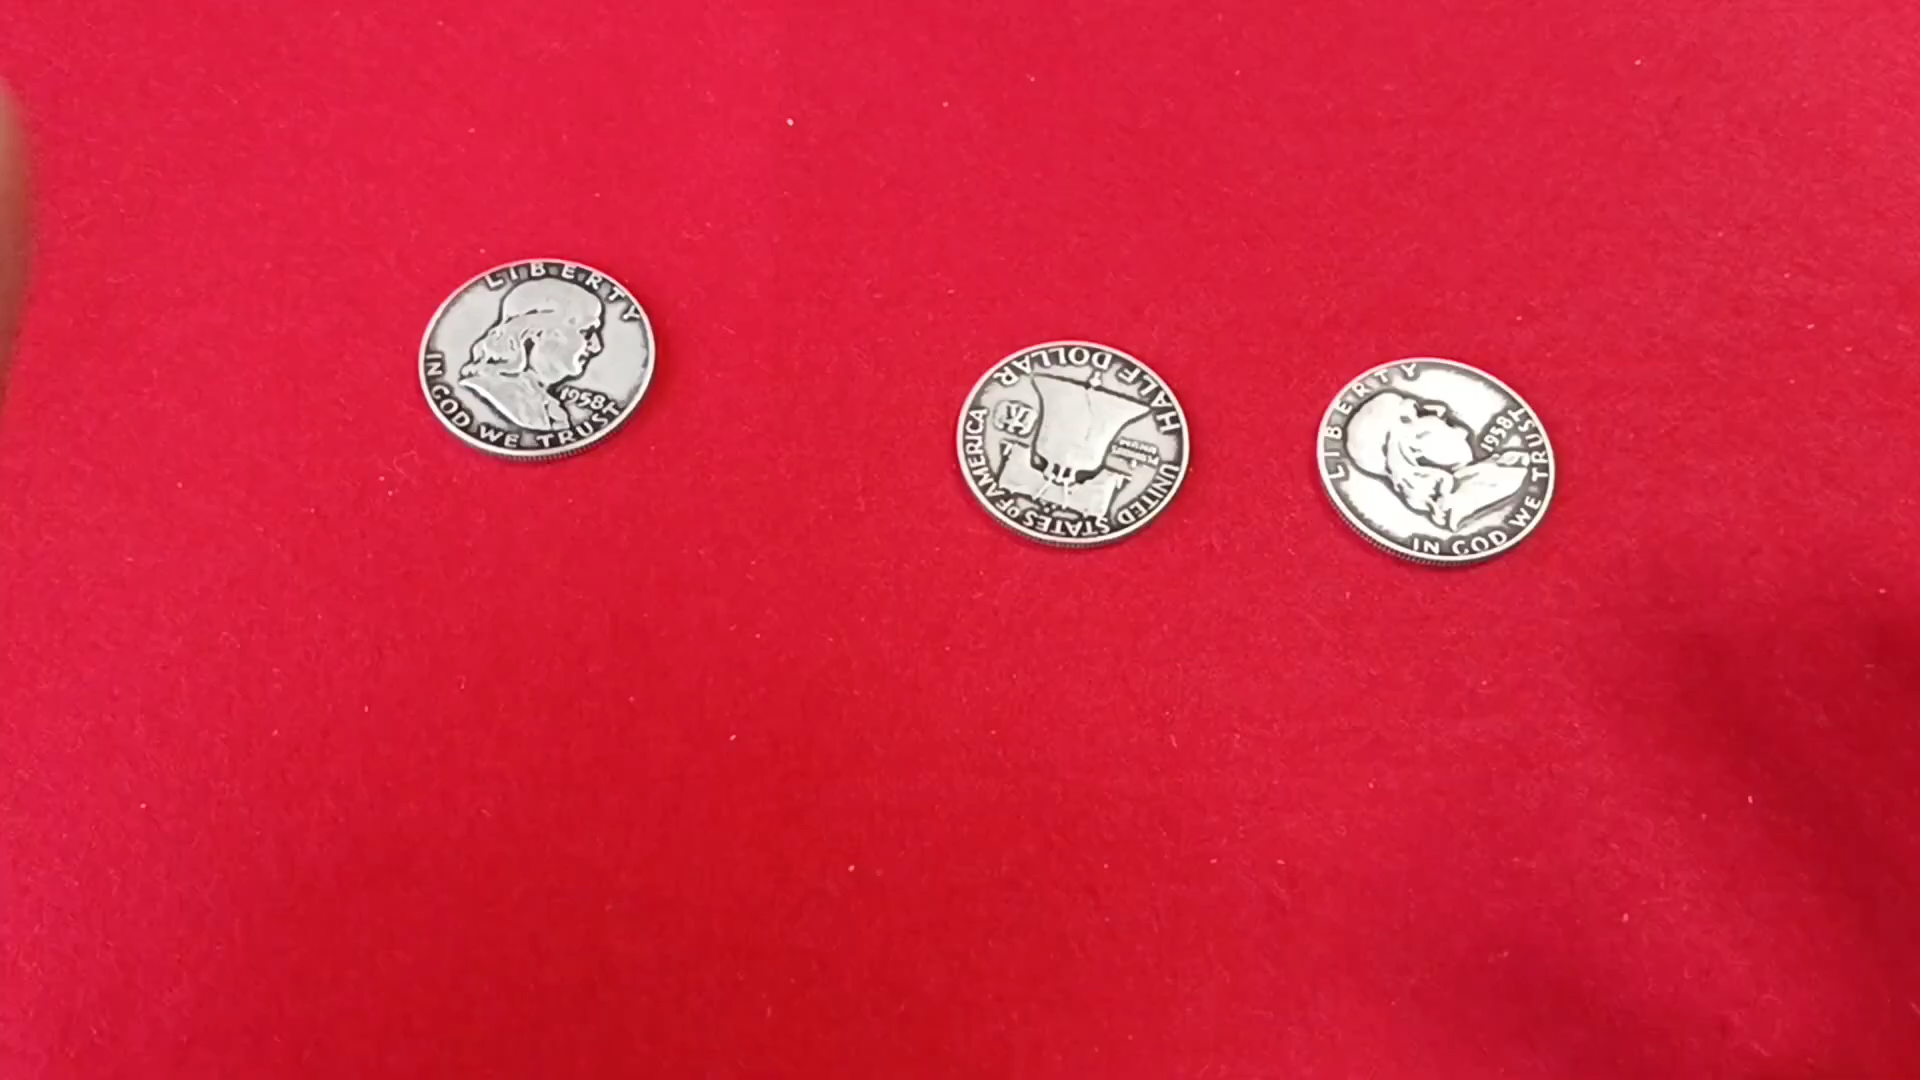 LIBERTY
IN GOD WE TRUST
1958
HALF DOLLAR
UNITED STATES OF AMERICA
LIBERTY
1958
IN GOD WE TRUST